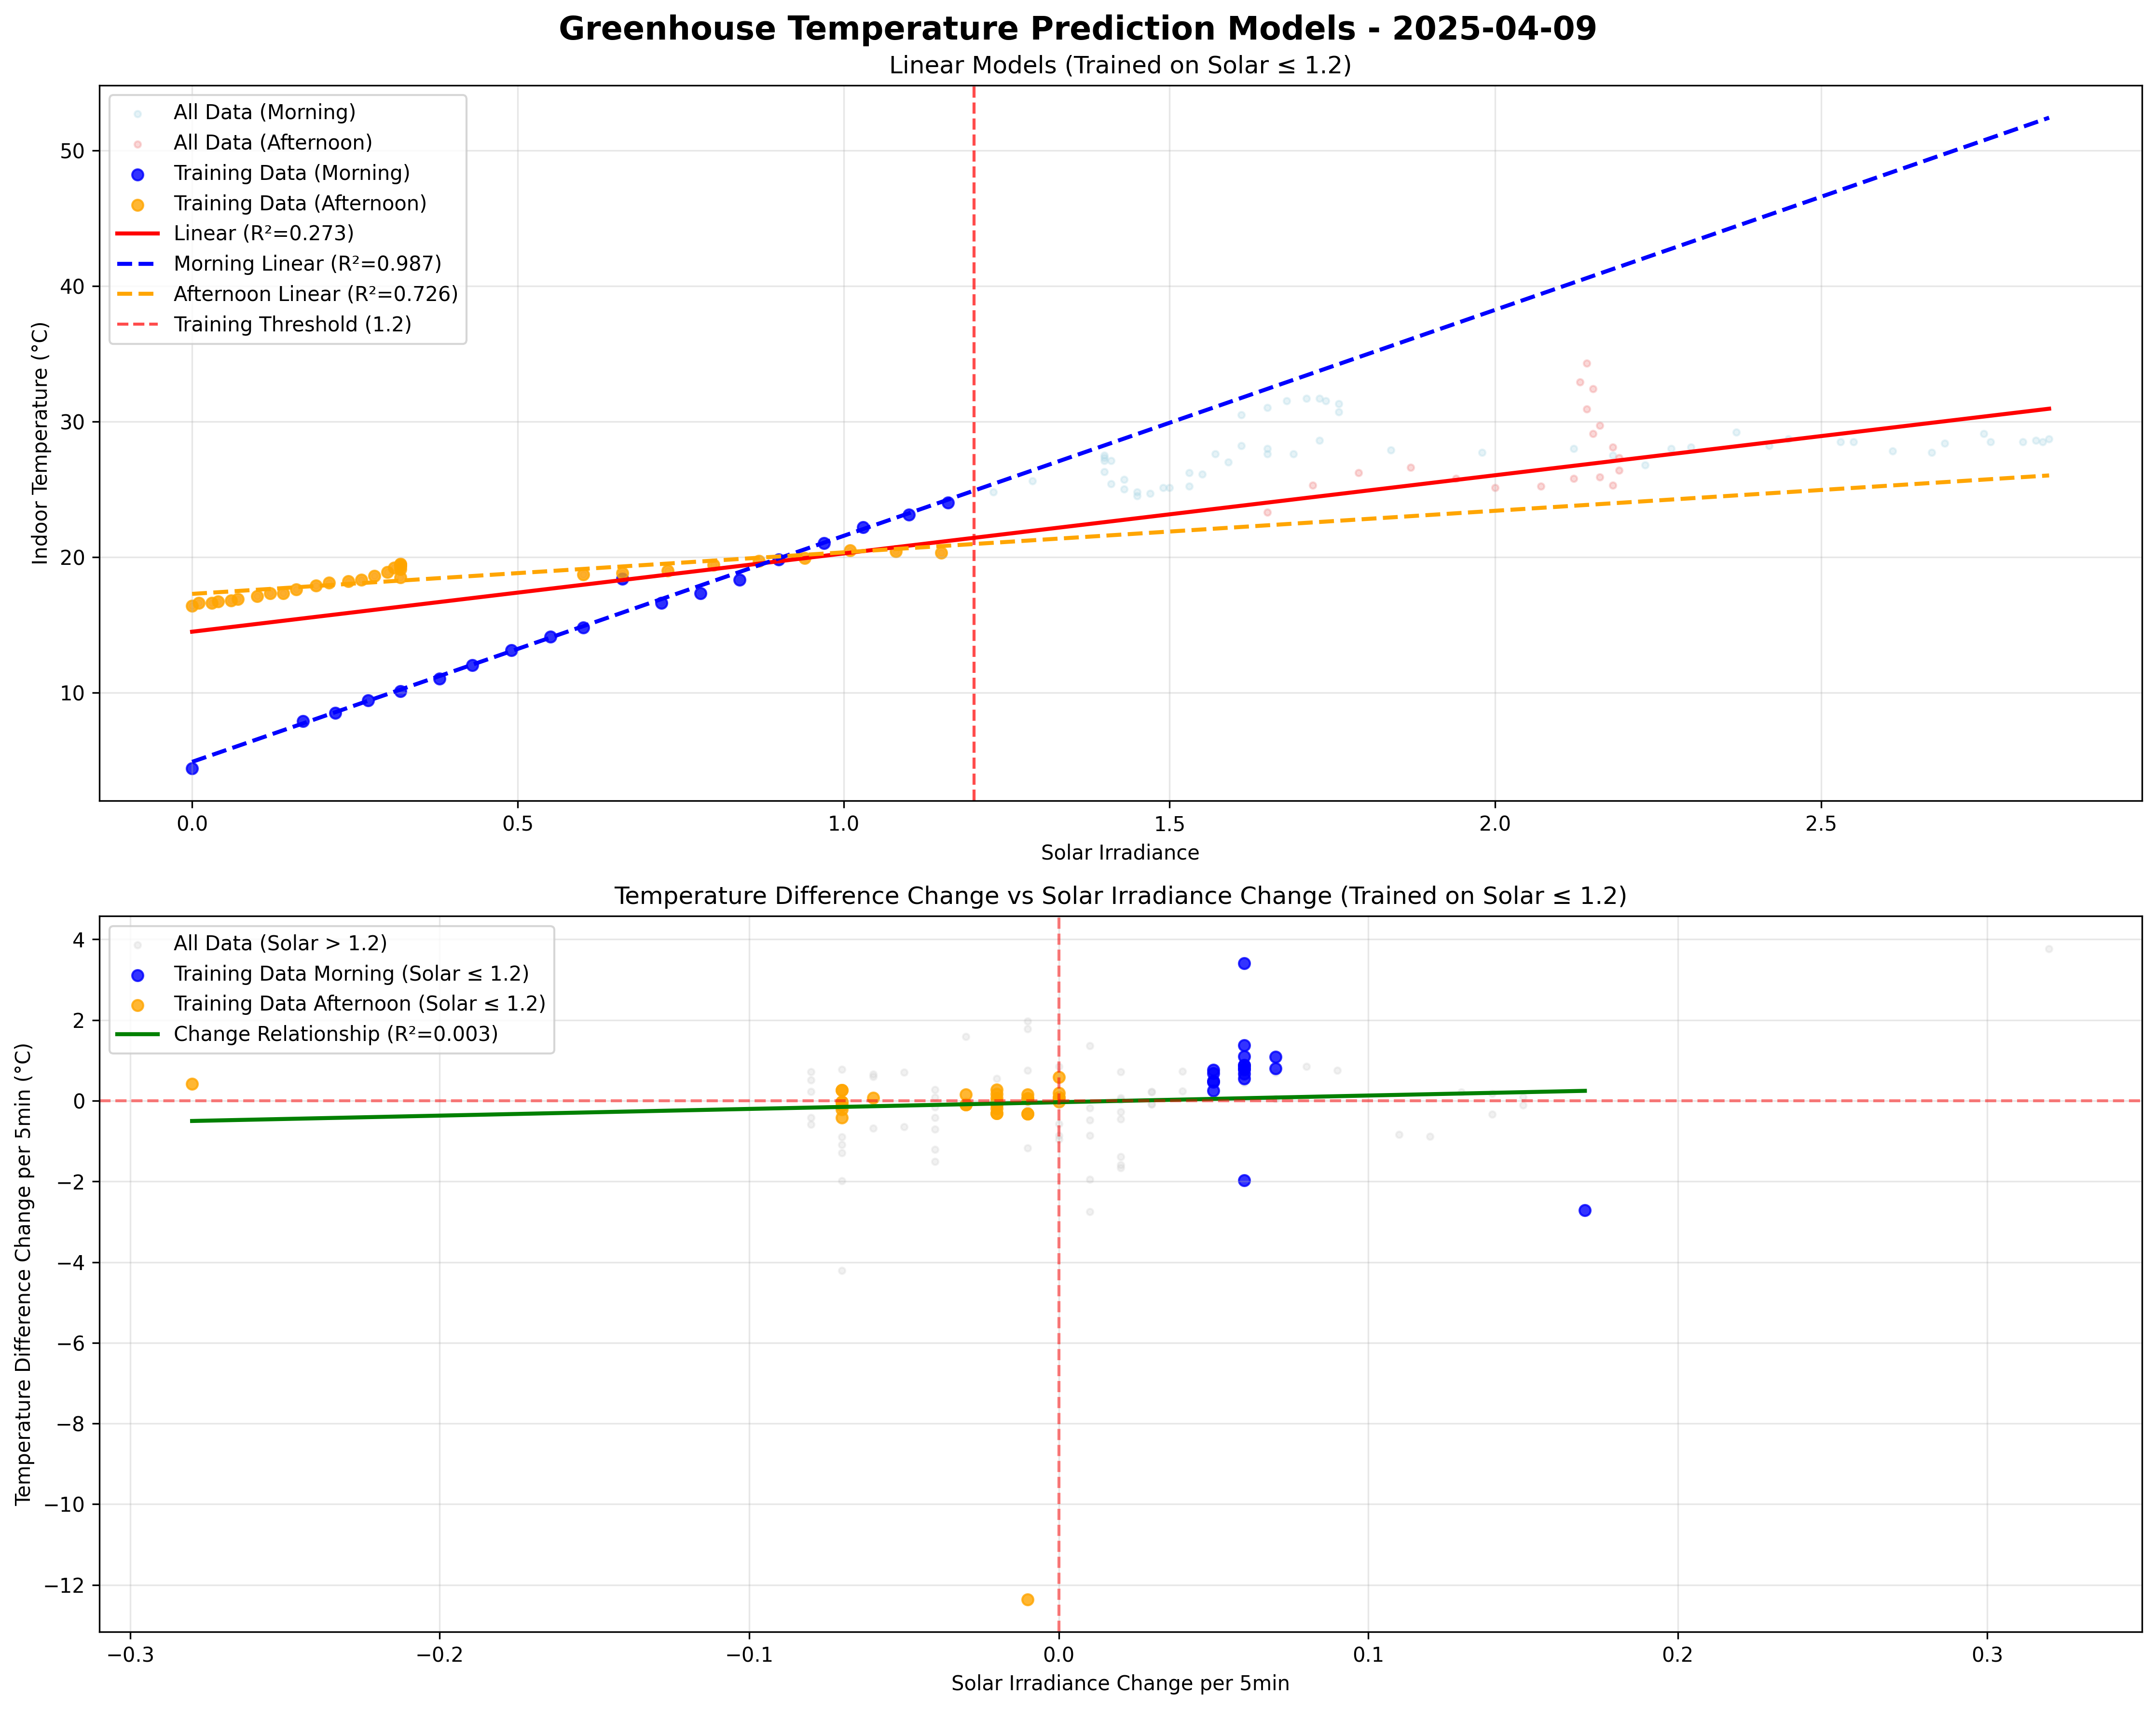 Greenhouse Temperature Prediction Models - 2025-04-09
Linear Models (Trained on Solar ≤ 1.2)
All Data (Morning)
All Data (Afternoon)
Training Data (Morning)
Training Data (Afternoon)
Linear (R²=0.273)
Morning Linear (R²=0.987)
Afternoon Linear (R²=0.726)
Training Threshold (1.2)
Indoor Temperature (°C)
50
40
30
20
10
0.0 0.5 1.0 1.5 2.0 2.5
Solar Irradiance
Temperature Difference Change vs Solar Irradiance Change (Trained on Solar ≤ 1.2)
All Data (Solar > 1.2)
Training Data Morning (Solar ≤ 1.2)
Training Data Afternoon (Solar ≤ 1.2)
Change Relationship (R²=0.003)
Temperature Difference Change per 5min (°C)
4
2
0
−2
−4
−6
−8
−10
−12
−0.3 −0.2 −0.1 0.0 0.1 0.2 0.3
Solar Irradiance Change per 5min